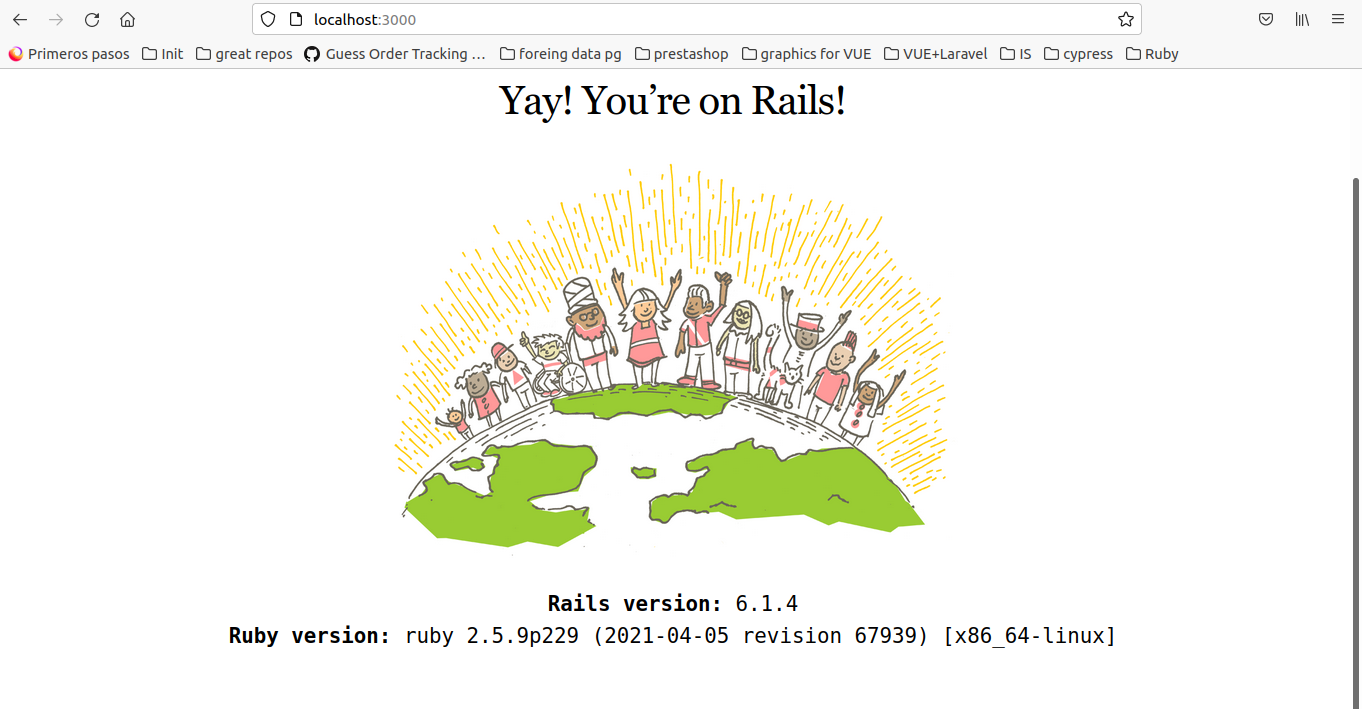 localhost:3000
Primeros pasos Init great repos Guess Order Tracking … foreing data pg prestashop graphics for VUE VUE+Laravel IS cypress Ruby
Yay! You’re on Rails!
Rails version: 6.1.4
Ruby version: ruby 2.5.9p229 (2021-04-05 revision 67939) [x86_64-linux]